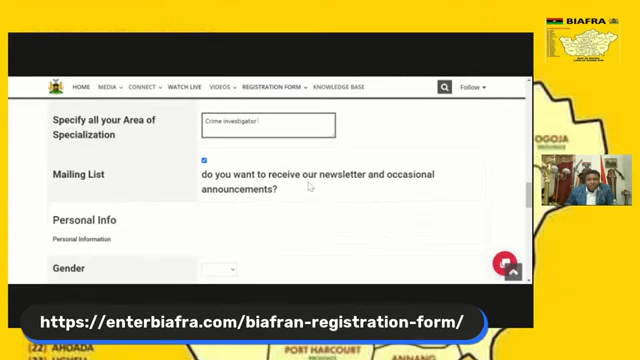 BIAFRA
HOME MEDIA CONNECT WATCH LIVE VIDEOS REGISTRATION FORM KNOWLEDGE BASE Follow
Specify all your Area of
Specialization
Crime investigator
Mailing List
do you want to receive our newsletter and occasional
announcements?
Personal Info
Personal Information
Gender
OGOJA
https://enterbiafra.com/biafran-registration-form/
[22] AHOADA
PORT HARCOURT
ANNANG